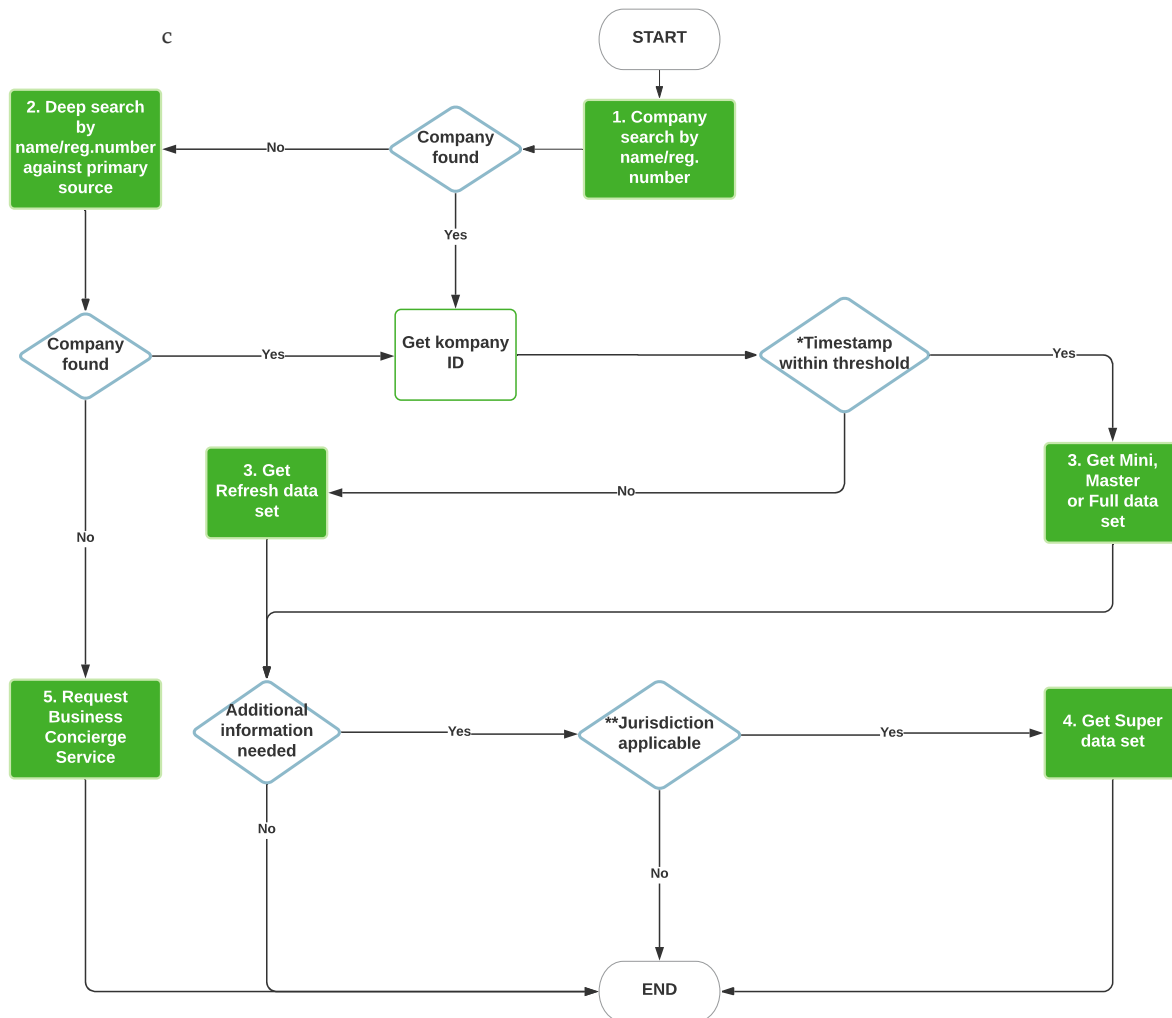 c
START
1. Company
search by
name/reg.
number
Company
found
No
2. Deep search
by
name/reg.number
against primary
source
Yes
Company
found
Yes
Get kompany
ID
*Timestamp
within threshold
Yes
No
3. Get
Refresh data
set
3. Get Mini,
Master
or Full data
set
No
5. Request
Business
Concierge
Service
Additional
information
needed
Yes
**Jurisdiction
applicable
Yes
4. Get Super
data set
No
No
END